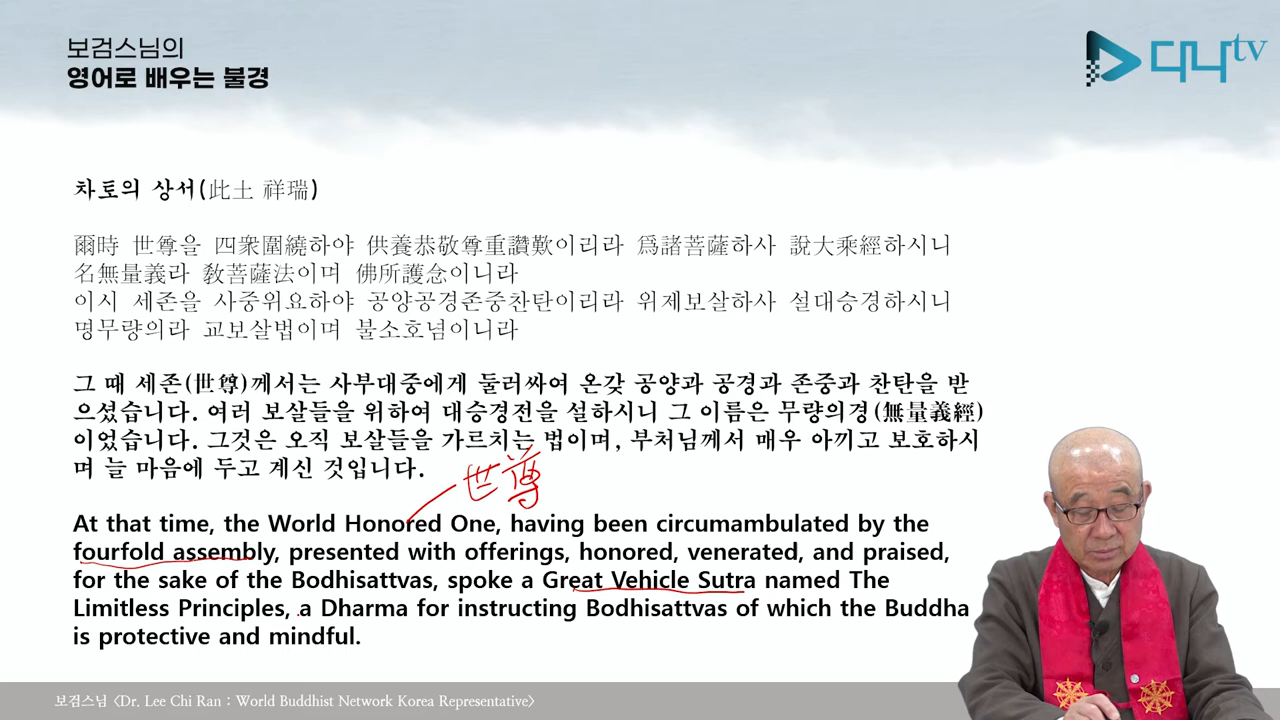 보검스님의
영어로 배우는 불경
다나tv
차토의 상서(此土 祥瑞)
爾時 世尊을 四衆圍繞하야 供養恭敬尊重讚歎이리라 爲諸菩薩하사 說大乘經하시니
名無量義라 敎菩薩法이며 佛所護念이니라
이시 세존을 사중위요하야 공양공경존중찬탄이리라 위제보살하사 설대승경하시니
명무량의라 교보살법이며 불소호념이니라
그 때 세존(世尊)께서는 사부대중에게 둘러싸여 온갖 공양과 공경과 존중과 찬탄을 받
으셨습니다. 여러 보살들을 위하여 대승경전을 설하시니 그 이름은 무량의경(無量義經)
이었습니다. 그것은 오직 보살들을 가르치는 법이며, 부처님께서 매우 아끼고 보호하시
며 늘 마음에 두고 계신 것입니다.
世尊
At that time, the World Honored One, having been circumambulated by the
fourfold assembly, presented with offerings, honored, venerated, and praised,
for the sake of the Bodhisattvas, spoke a Great Vehicle Sutra named The
Limitless Principles, a Dharma for instructing Bodhisattvas of which the Buddha
is protective and mindful.
보검스님 <Dr. Lee Chi Ran : World Buddhist Network Korea Representative>